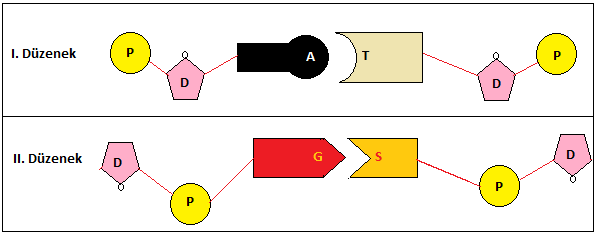 I. Düzenek P D A T D P
II. Düzenek D P G S P D